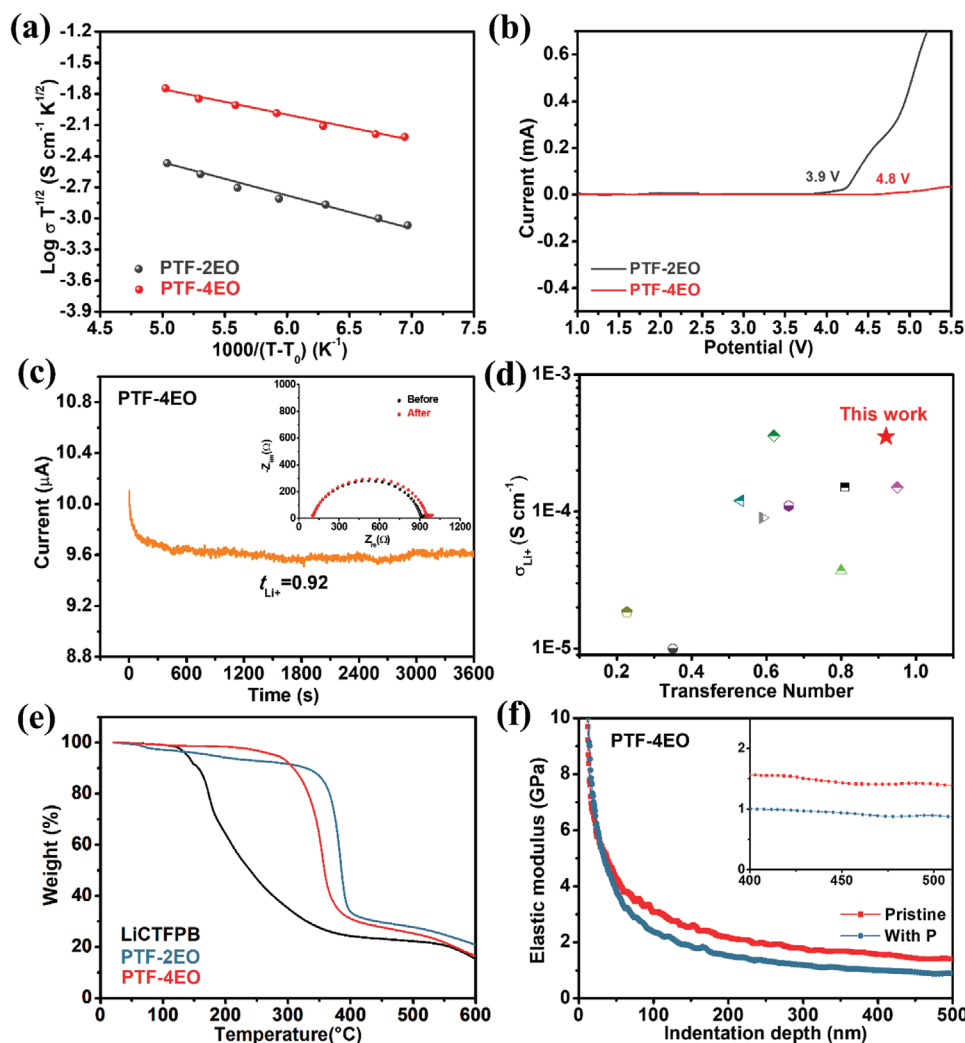 (a)
-1.2
-1.5
-1.8
-2.1
-2.4
-2.7
-3.0
-3.3
-3.6
-3.9
Log σ T^1/2 (S cm^-1 K^1/2)
PTF-2EO
PTF-4EO
4.5 5.0 5.5 6.0 6.5 7.0 7.5
1000/(T-T_0) (K^-1)
(b)
0.6
0.4
0.2
0.0
-0.2
-0.4
Current (mA)
3.9 V
4.8 V
PTF-2EO
PTF-4EO
1.0 1.5 2.0 2.5 3.0 3.5 4.0 4.5 5.0 5.5
Potential (V)
(c)
PTF-4EO
10.8
10.4
10.0
9.6
9.2
8.8
Current (μA)
-1000
-800
-600
-400
-200
0
-Z_im(Ω)
Before
After
0 300 600 900 1200
Z_re(Ω)
t_Li+=0.92
0 600 1200 1800 2400 3000 3600
Time (s)
(d)
1E-3
1E-4
1E-5
σ_Li+ (S cm^-1)
This work
0.2 0.4 0.6 0.8 1.0
Transference Number
(e)
100
80
60
40
20
0
Weight (%)
LiCTFPB
PTF-2EO
PTF-4EO
0 100 200 300 400 500 600
Temperature(°C)
(f)
PTF-4EO
10
8
6
4
2
0
Elastic modulus (GPa)
2
1
0
400 450 500
Pristine
With P
0 100 200 300 400 500
Indentation depth (nm)